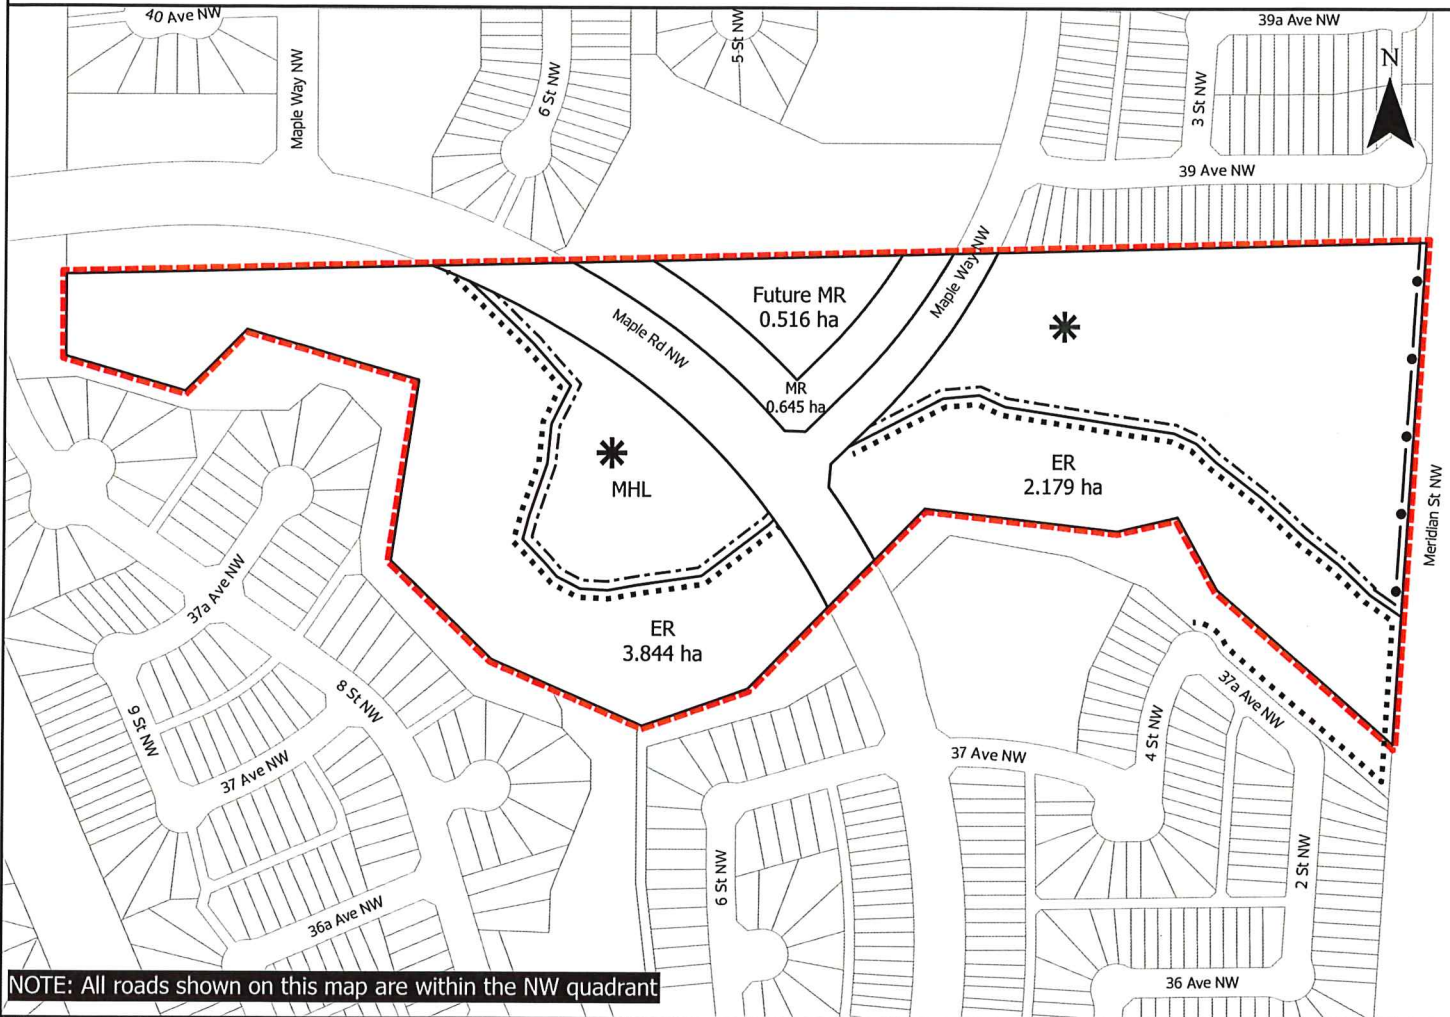 40 Ave NW
Maple Way NW
6 St NW
5 St NW
39a Ave NW
N
3 St NW
39 Ave NW
Future MR
0.516 ha
Maple Way NW
Maple Rd NW
MR
0.645 ha
MHL
ER
2.179 ha
Meridian St NW
ER
3.844 ha
37a Ave NW
9 St NW
8 St NW
37 Ave NW
36a Ave NW
6 St NW
37 Ave NW
4 St NW
37a Ave NW
2 St NW
36 Ave NW
NOTE: All roads shown on this map are within the NW quadrant